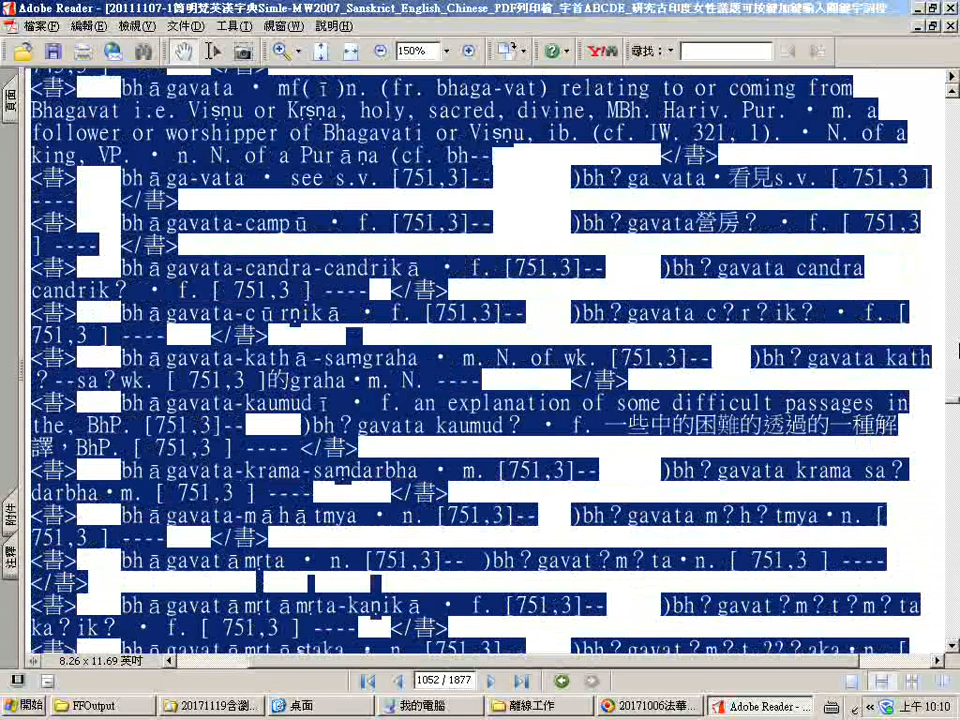 Adobe Reader - [20111107-1簡明梵英漢字典Simle-MW2007_Sanskrict_English_Chinese_PDF列印檔_字首ABCDE_研究古印度女性議題可按鍵加鍵輸入關鍵字詞搜
檔案(F) 編輯(E) 檢視(V) 文件(D) 工具(T) 視窗(W) 說明(H)
150% Y! 尋找：
頁面
附件
注釋
751,3 ] ---- </書>
<書> bhāgavata • mf(ī)n. (fr. bhaga-vat) relating to or coming from
Bhagavat i.e. Viṣṇu or Kṛṣṇa, holy, sacred, divine, MBh. Hariv. Pur. • m. a
follower or worshipper of Bhagavati or Viṣṇu, ib. (cf. IW. 321, 1). • N. of a
king, VP. • n. N. of a Purāṇa (cf. bh-- </書>
<書> bhāga-vata • see s.v. [751,3]-- )bh?ga vata•看見s.v. [ 751,3 ]
---- </書>
<書> bhāgavata-campū • f. [751,3]-- )bh?gavata營房? • f. [ 751,3
] ---- </書>
<書> bhāgavata-candra-candrikā • f. [751,3]-- )bh?gavata candra
candrik? • f. [ 751,3 ] ---- </書>
<書> bhāgavata-cūrṇikā • f. [751,3]-- )bh?gavata c?r?ik? • f. [
751,3 ] ---- </書>
<書> bhāgavata-kathā-saṃgraha • m. N. of wk. [751,3]-- )bh?gavata kath
?--sa?wk. [ 751,3 ]的graha•m. N. ---- </書>
<書> bhāgavata-kaumudī • f. an explanation of some difficult passages in
the, BhP. [751,3]-- )bh?gavata kaumud? • f. 一些中的困難的透過的一種解
譯，BhP. [ 751,3 ] ---- </書>
<書> bhāgavata-krama-saṃdarbha • m. [751,3]-- )bh?gavata krama sa?
darbha•m. [ 751,3 ] ---- </書>
<書> bhāgavata-māhātmya • n. [751,3]-- )bh?gavata m?h?tmya•n. [
751,3 ] ---- </書>
<書> bhāgavatāmṛta • n. [751,3]-- )bh?gavat?m?ta•n. [ 751,3 ] ----
</書>
<書> bhāgavatāmṛtāmṛta-kaṇikā • f. [751,3]-- )bh?gavat?m?t?m?ta
ka?ik? • f. [ 751,3 ] ---- </書>
8.26 x 11.69 英吋
1052 / 1877
開始 FFOutput 20171119含瀏... 桌面 我的電腦 離線工作 20171006法華... Adobe Reader - ... 上午 10:10